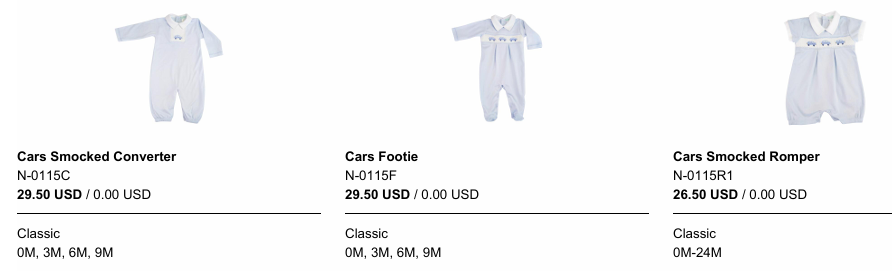 Cars Smocked Converter
N-0115C
29.50 USD / 0.00 USD
Classic
0M, 3M, 6M, 9M
Cars Footie
N-0115F
29.50 USD / 0.00 USD
Classic
0M, 3M, 6M, 9M
Cars Smocked Romper
N-0115R1
26.50 USD / 0.00 USD
Classic
0M-24M